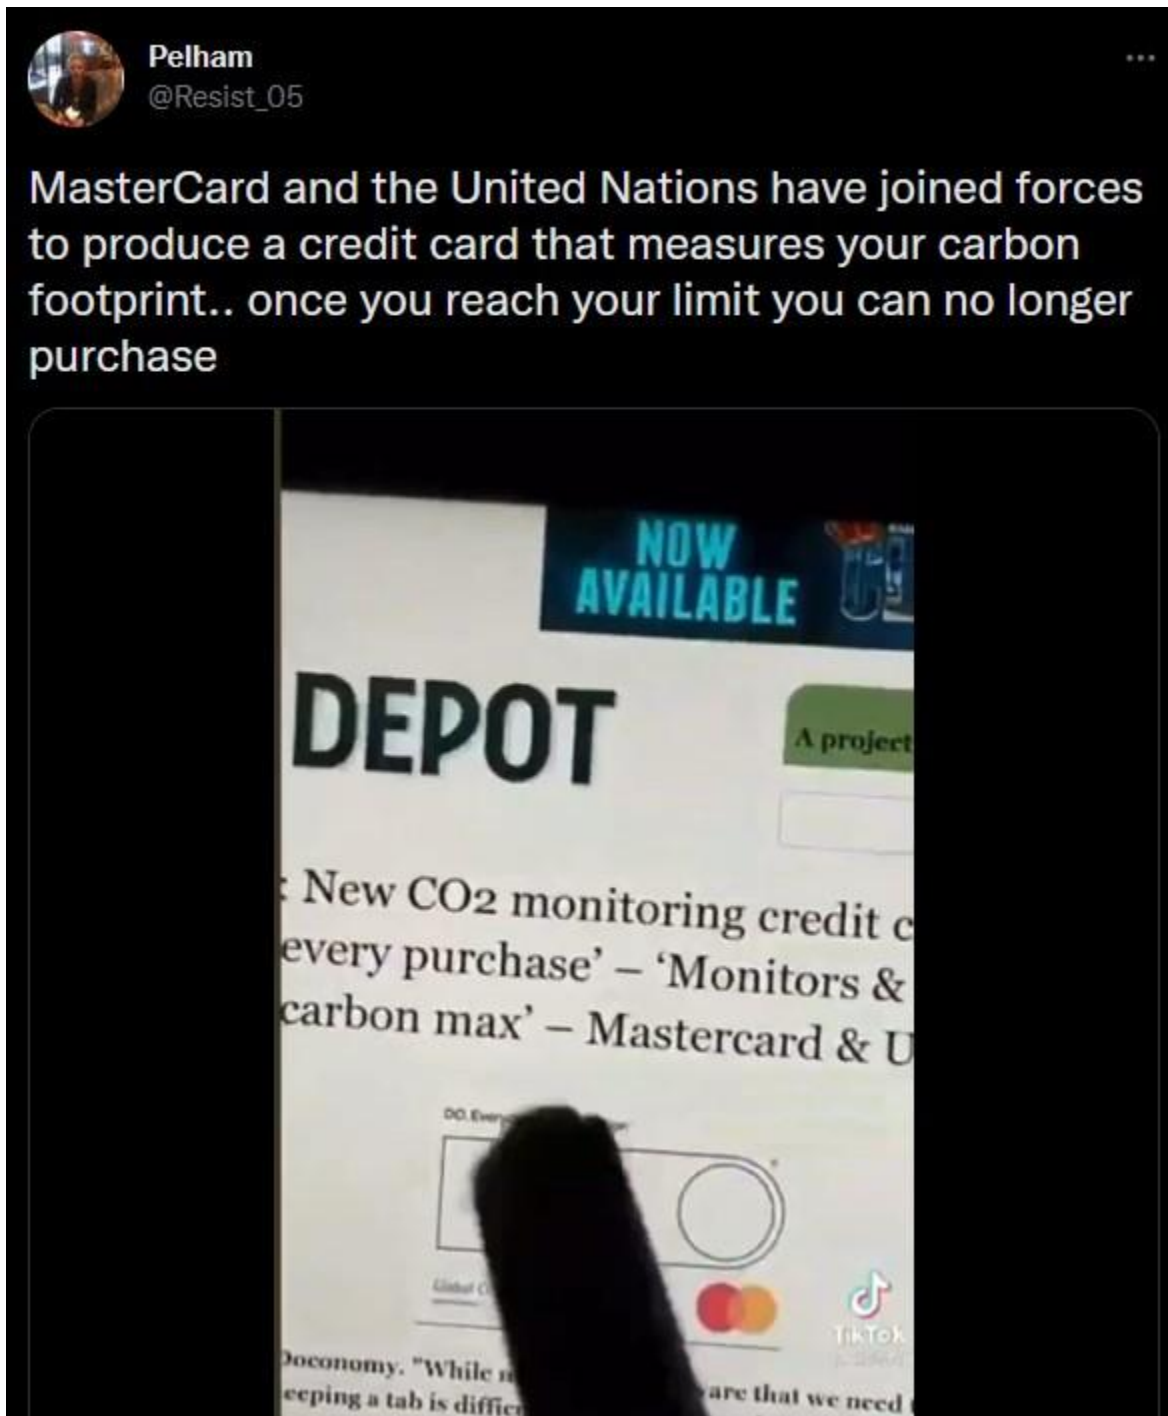 Pelham
@Resist_05
MasterCard and the United Nations have joined forces
to produce a credit card that measures your carbon
footprint.. once you reach your limit you can no longer
purchase
NOW
AVAILABLE
DEPOT
A project
: New CO2 monitoring credit c
every purchase' – 'Monitors &
carbon max' – Mastercard & U
DO.
TikTok
Doconomy. "While
are that we need
eeping a tab is